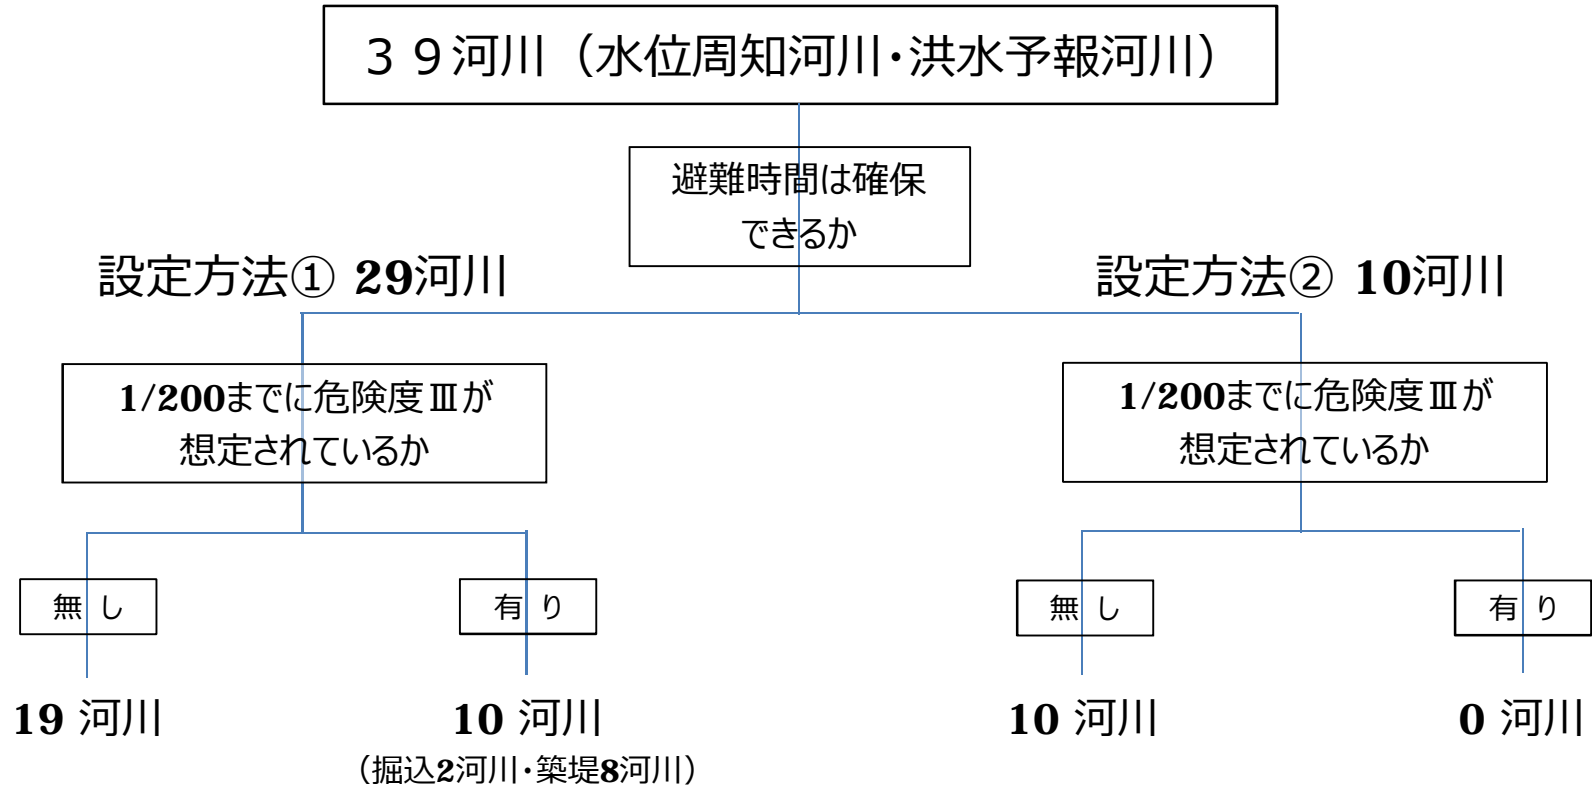 ３９河川（水位周知河川・洪水予報河川）
避難時間は確保
できるか
設定方法① 29河川
設定方法② 10河川
1/200までに危険度Ⅲが
想定されているか
1/200までに危険度Ⅲが
想定されているか
無し
有り
無し
有り
19 河川
10 河川
10 河川
0 河川
（掘込2河川・築堤8河川）